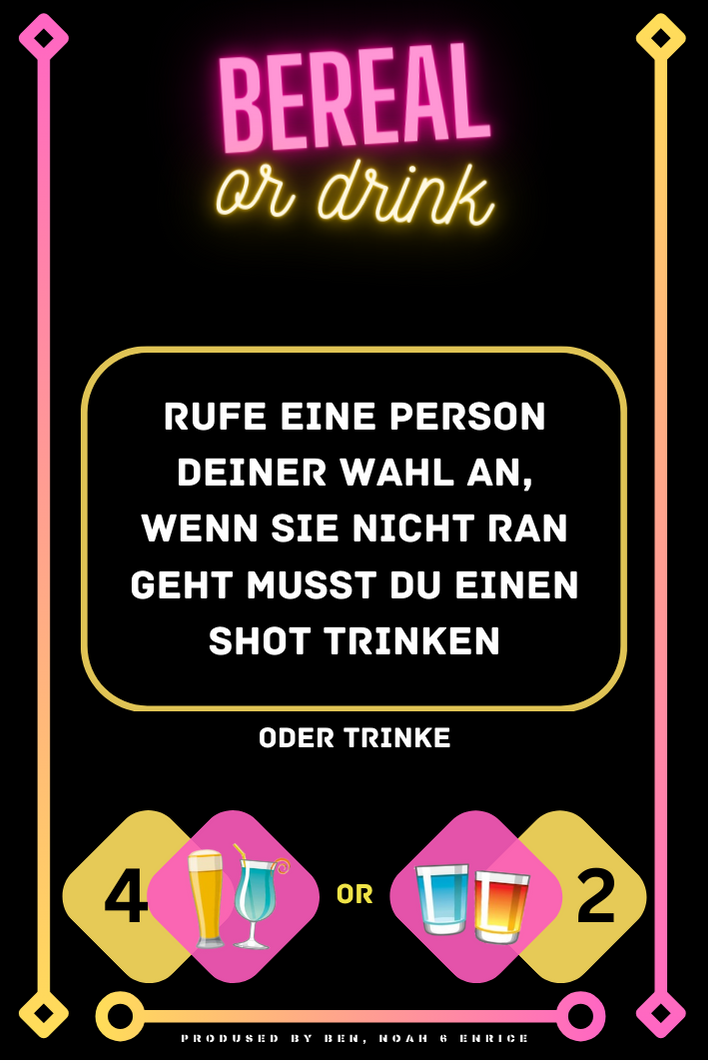 BEREAL
or drink
RUFE EINE PERSON
DEINER WAHL AN,
WENN SIE NICHT RAN
GEHT MUSST DU EINEN
SHOT TRINKEN
ODER TRINKE
4 OR 2
PRODUSED BY BEN, NOAH & ENRICE